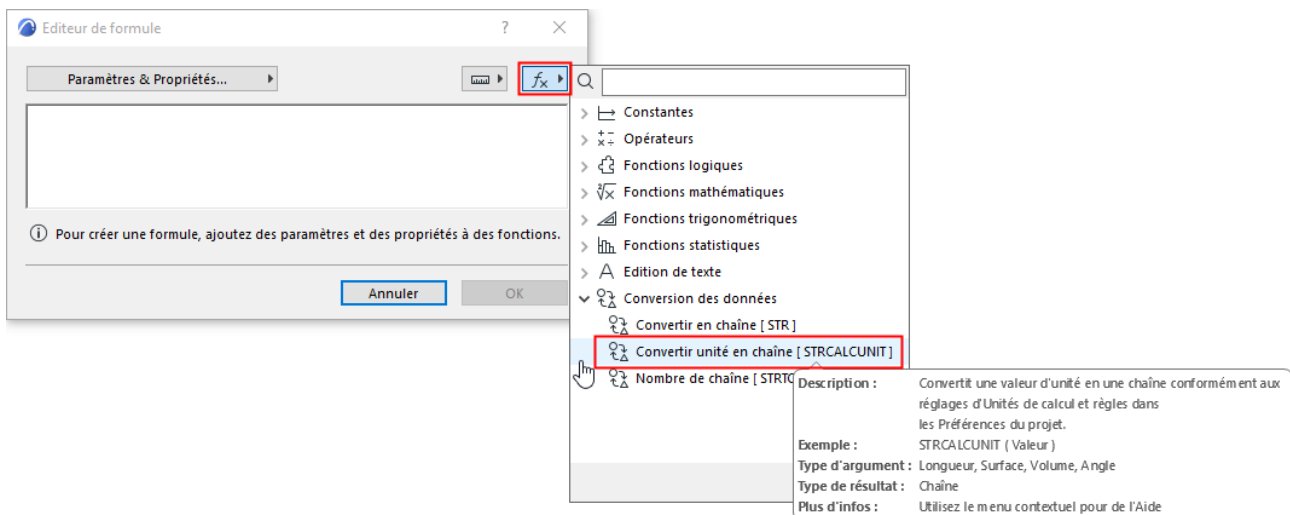 Editeur de formule
?
Paramètres & Propriétés...
fx
Constantes
Opérateurs
Fonctions logiques
Fonctions mathématiques
Fonctions trigonométriques
Fonctions statistiques
Edition de texte
Conversion des données
Convertir en chaîne [ STR ]
Convertir unité en chaîne [ STRCALCUNIT ]
Nombre de chaîne [
Pour créer une formule, ajoutez des paramètres et des propriétés à des fonctions.
Annuler
OK
Description : Convertit une valeur d'unité en une chaîne conformément aux
réglages d'Unités de calcul et règles dans
les Préférences du projet.
Exemple : STRCALCUNIT ( Valeur )
Type d'argument : Longueur, Surface, Volume, Angle
Type de résultat : Chaîne
Plus d'infos : Utilisez le menu contextuel pour de l'Aide